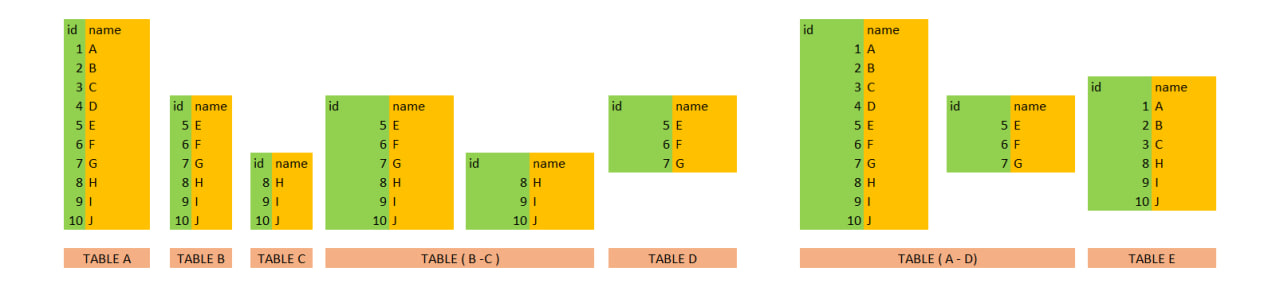 id name
1 A
2 B
3 C
4 D
5 E
6 F
7 G
8 H
9 I
10 J
TABLE A
id name
5 E
6 F
7 G
8 H
9 I
10 J
TABLE B
id name
8 H
9 I
10 J
TABLE C
id name
5 E
6 F
7 G
8 H
9 I
10 J
id name
8 H
9 I
10 J
TABLE ( B -C )
id name
5 E
6 F
7 G
TABLE D
id name
1 A
2 B
3 C
4 D
5 E
6 F
7 G
8 H
9 I
10 J
id name
5 E
6 F
7 G
TABLE ( A - D)
id name
1 A
2 B
3 C
8 H
9 I
10 J
TABLE E